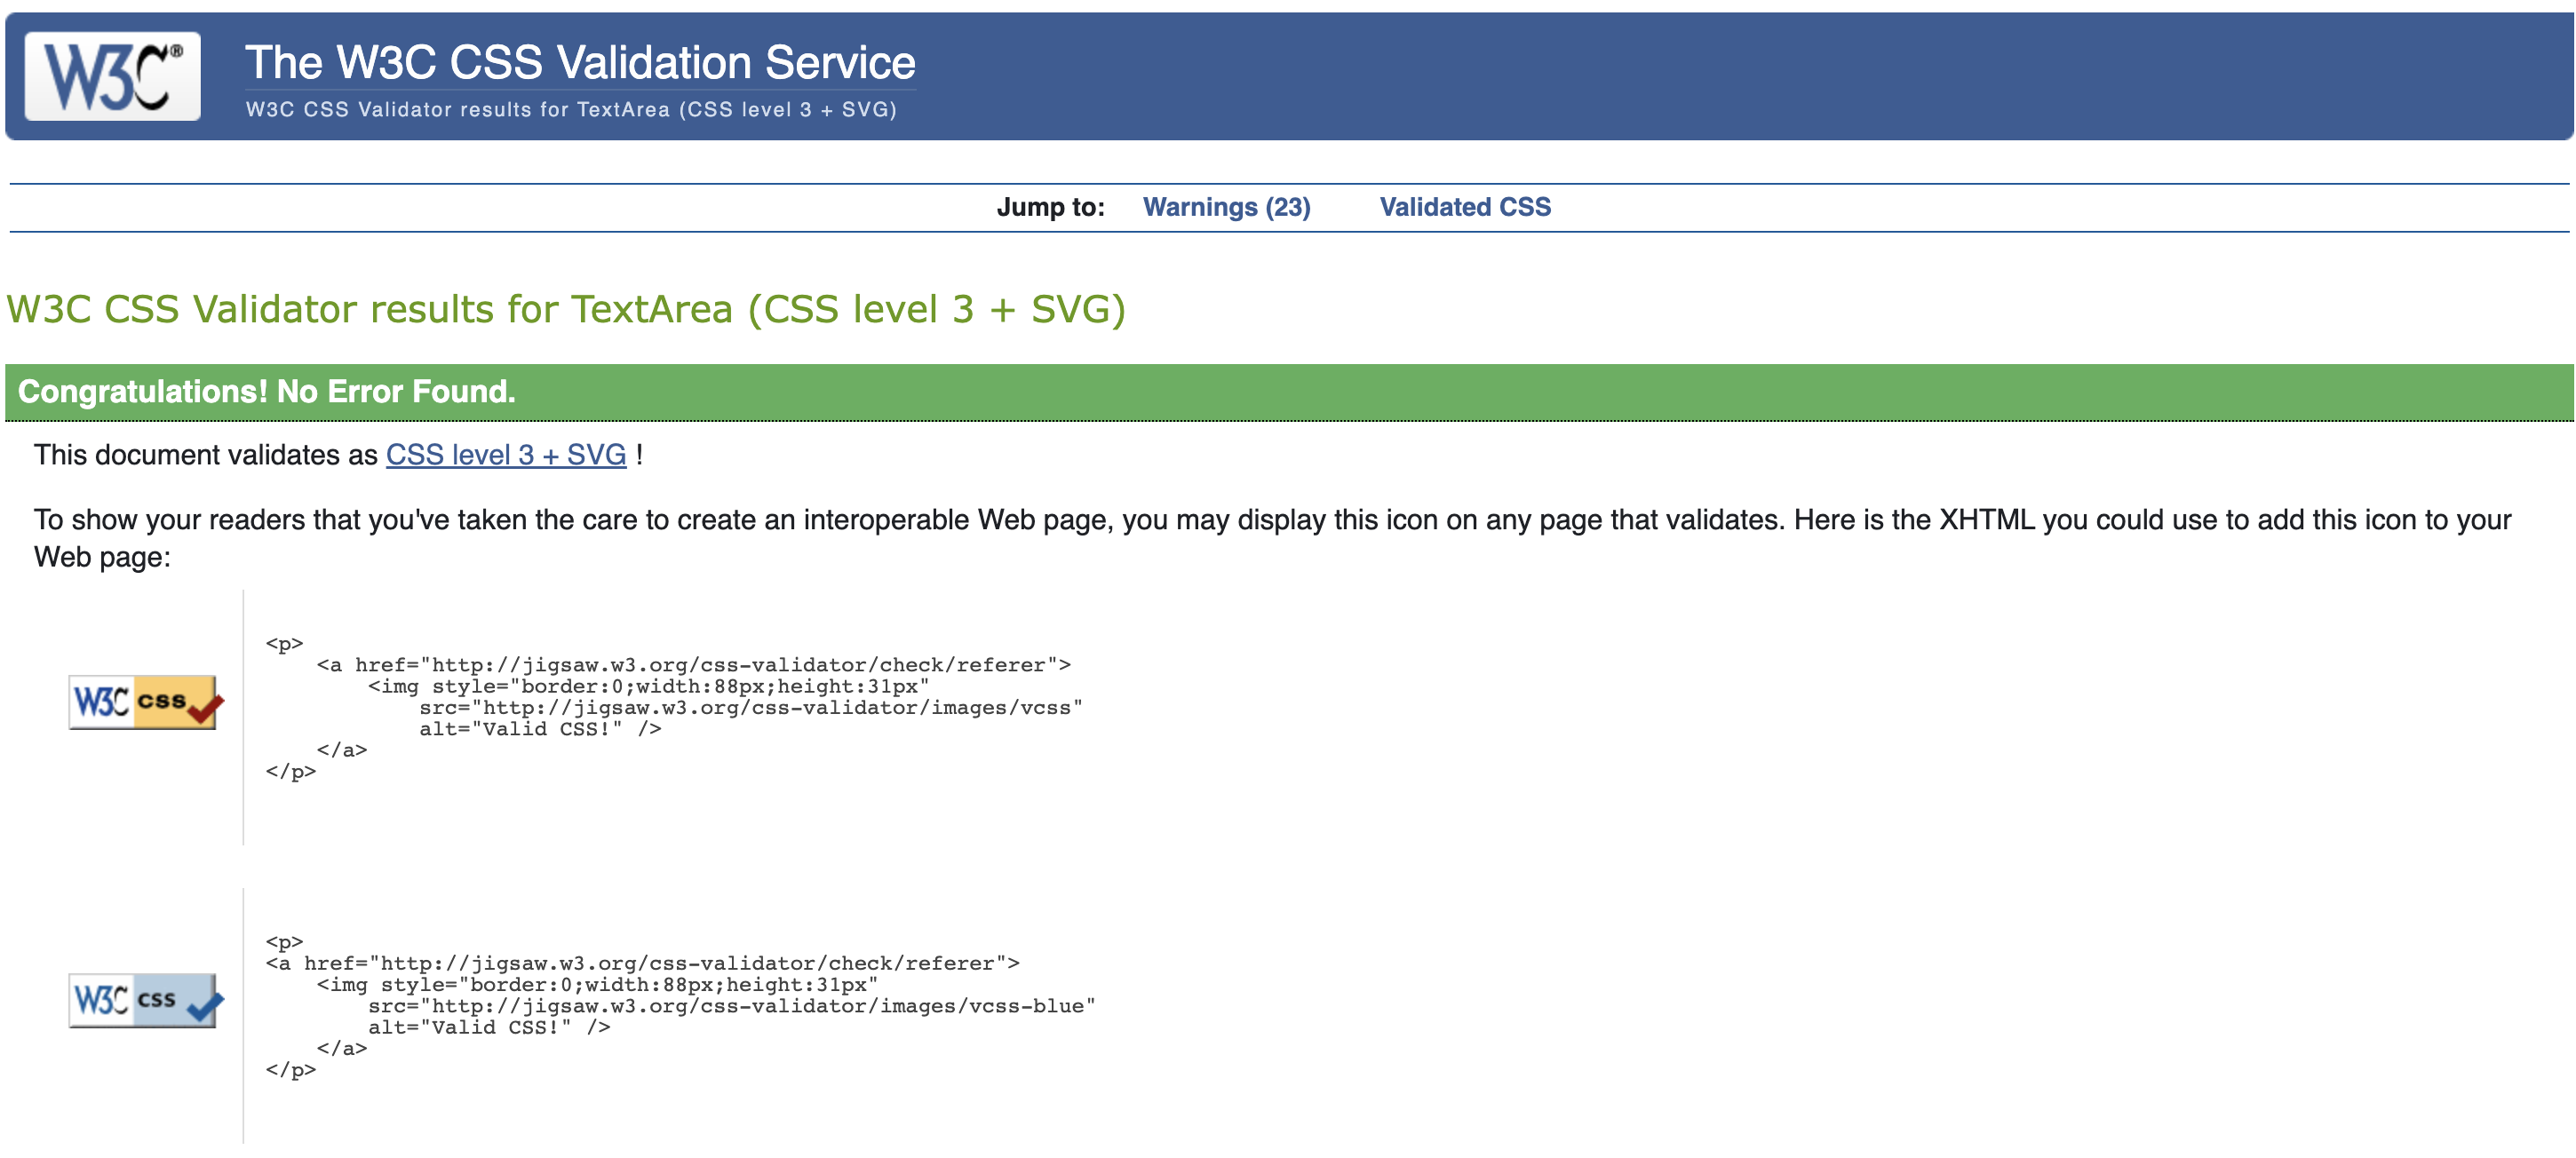 W3C®
The W3C CSS Validation Service
W3C CSS Validator results for TextArea (CSS level 3 + SVG)
Jump to: Warnings (23) Validated CSS
W3C CSS Validator results for TextArea (CSS level 3 + SVG)
Congratulations! No Error Found.
This document validates as CSS level 3 + SVG !
To show your readers that you've taken the care to create an interoperable Web page, you may display this icon on any page that validates. Here is the XHTML you could use to add this icon to your
Web page:
W3C css
<p>
    <a href="http://jigsaw.w3.org/css-validator/check/referer">
        <img style="border:0;width:88px;height:31px"
            src="http://jigsaw.w3.org/css-validator/images/vcss"
            alt="Valid CSS!" />
    </a>
</p>
W3C css
<p>
<a href="http://jigsaw.w3.org/css-validator/check/referer">
    <img style="border:0;width:88px;height:31px"
        src="http://jigsaw.w3.org/css-validator/images/vcss-blue"
        alt="Valid CSS!" />
    </a>
</p>